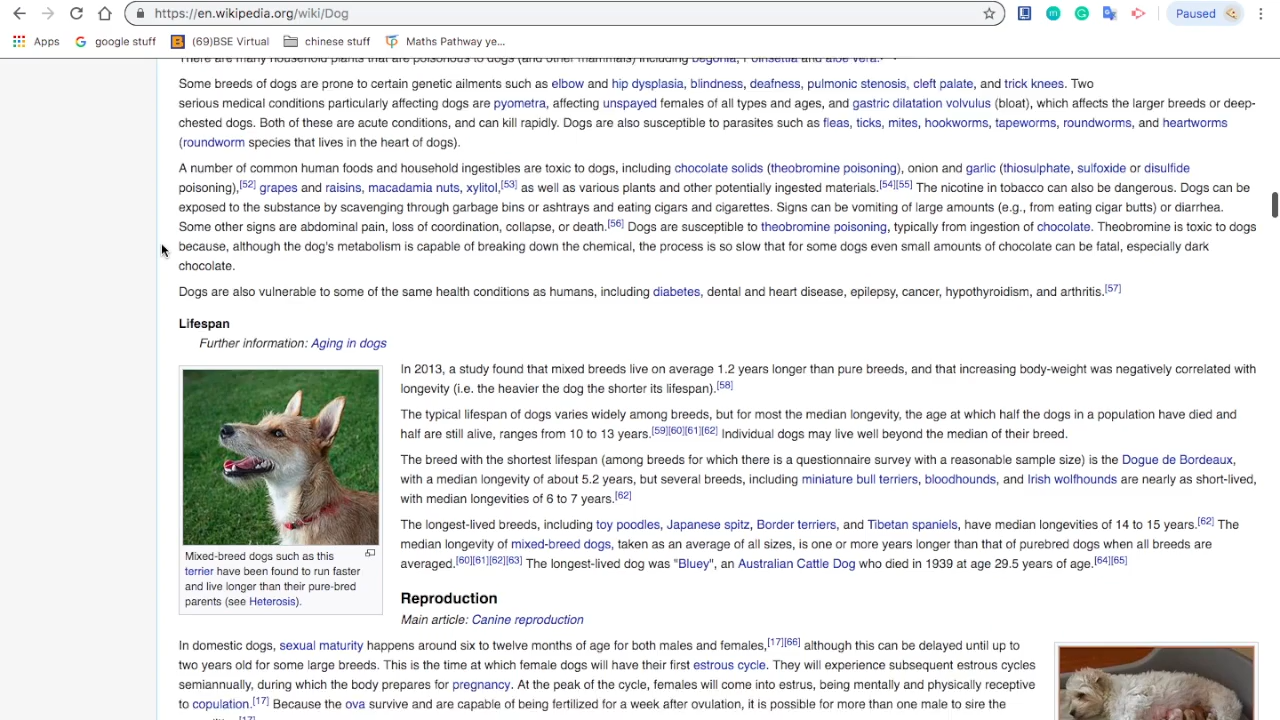 https://en.wikipedia.org/wiki/Dog
Paused
Apps
google stuff
(69)BSE Virtual
chinese stuff
Maths Pathway ye...
There are many household plants that are poisonous to dogs (and other mammals) including begonia, Poinsettia and aloe vera.
Some breeds of dogs are prone to certain genetic ailments such as elbow and hip dysplasia, blindness, deafness, pulmonic stenosis, cleft palate, and trick knees. Two
serious medical conditions particularly affecting dogs are pyometra, affecting unspayed females of all types and ages, and gastric dilatation volvulus (bloat), which affects the larger breeds or deep-
chested dogs. Both of these are acute conditions, and can kill rapidly. Dogs are also susceptible to parasites such as fleas, ticks, mites, hookworms, tapeworms, roundworms, and heartworms
(roundworm species that lives in the heart of dogs).
A number of common human foods and household ingestibles are toxic to dogs, including chocolate solids (theobromine poisoning), onion and garlic (thiosulphate, sulfoxide or disulfide
poisoning),[52] grapes and raisins, macadamia nuts, xylitol,[53] as well as various plants and other potentially ingested materials.[54][55] The nicotine in tobacco can also be dangerous. Dogs can be
exposed to the substance by scavenging through garbage bins or ashtrays and eating cigars and cigarettes. Signs can be vomiting of large amounts (e.g., from eating cigar butts) or diarrhea.
Some other signs are abdominal pain, loss of coordination, collapse, or death.[56] Dogs are susceptible to theobromine poisoning, typically from ingestion of chocolate. Theobromine is toxic to dogs
because, although the dog's metabolism is capable of breaking down the chemical, the process is so slow that for some dogs even small amounts of chocolate can be fatal, especially dark
chocolate.
Dogs are also vulnerable to some of the same health conditions as humans, including diabetes, dental and heart disease, epilepsy, cancer, hypothyroidism, and arthritis.[57]
Lifespan
Further information: Aging in dogs
In 2013, a study found that mixed breeds live on average 1.2 years longer than pure breeds, and that increasing body-weight was negatively correlated with
longevity (i.e. the heavier the dog the shorter its lifespan).[58]
The typical lifespan of dogs varies widely among breeds, but for most the median longevity, the age at which half the dogs in a population have died and
half are still alive, ranges from 10 to 13 years.[59][60][61][62] Individual dogs may live well beyond the median of their breed.
The breed with the shortest lifespan (among breeds for which there is a questionnaire survey with a reasonable sample size) is the Dogue de Bordeaux,
with a median longevity of about 5.2 years, but several breeds, including miniature bull terriers, bloodhounds, and Irish wolfhounds are nearly as short-lived,
with median longevities of 6 to 7 years.[62]
The longest-lived breeds, including toy poodles, Japanese spitz, Border terriers, and Tibetan spaniels, have median longevities of 14 to 15 years.[62] The
median longevity of mixed-breed dogs, taken as an average of all sizes, is one or more years longer than that of purebred dogs when all breeds are
averaged.[60][61][62][63] The longest-lived dog was "Bluey", an Australian Cattle Dog who died in 1939 at age 29.5 years of age.[64][65]
Mixed-breed dogs such as this
terrier have been found to run faster
and live longer than their pure-bred
parents (see Heterosis).
Reproduction
Main article: Canine reproduction
In domestic dogs, sexual maturity happens around six to twelve months of age for both males and females,[17][66] although this can be delayed until up to
two years old for some large breeds. This is the time at which female dogs will have their first estrous cycle. They will experience subsequent estrous cycles
semiannually, during which the body prepares for pregnancy. At the peak of the cycle, females will come into estrus, being mentally and physically receptive
to copulation.[17] Because the ova survive and are capable of being fertilized for a week after ovulation, it is possible for more than one male to sire the